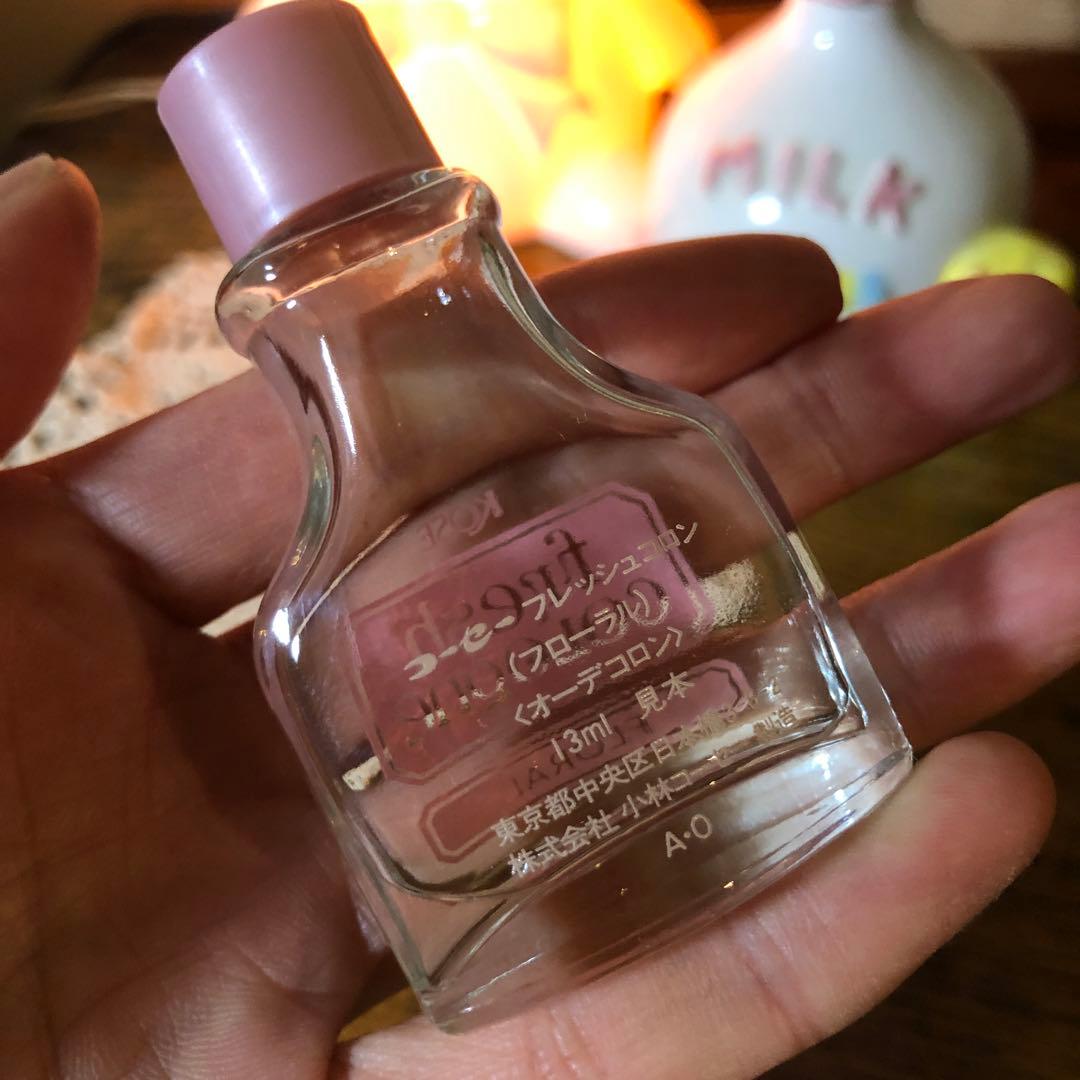 MILK
KOSE
fresh
コーセーフレッシュコロン
(フローラル)
〈オーデコロン〉
13ml 見本
東京都中央区日本橋
株式会社 小林コーセー 製造
A・O